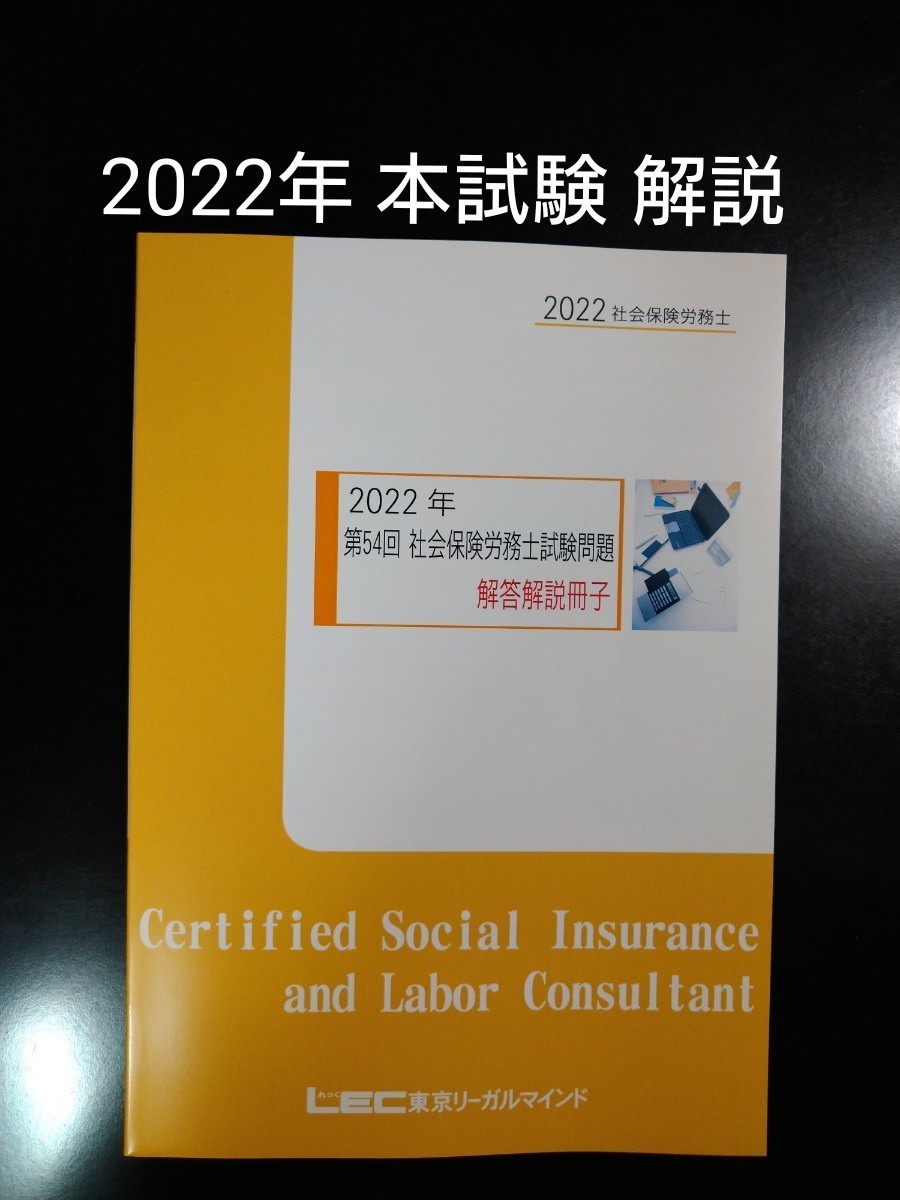 2022年 本試験 解説
2022 社会保険労務士
2022 年
第54回 社会保険労務士試験問題
解答解説冊子
Certified Social Insurance
and Labor Consultant
れっく
LEC東京リーガルマインド